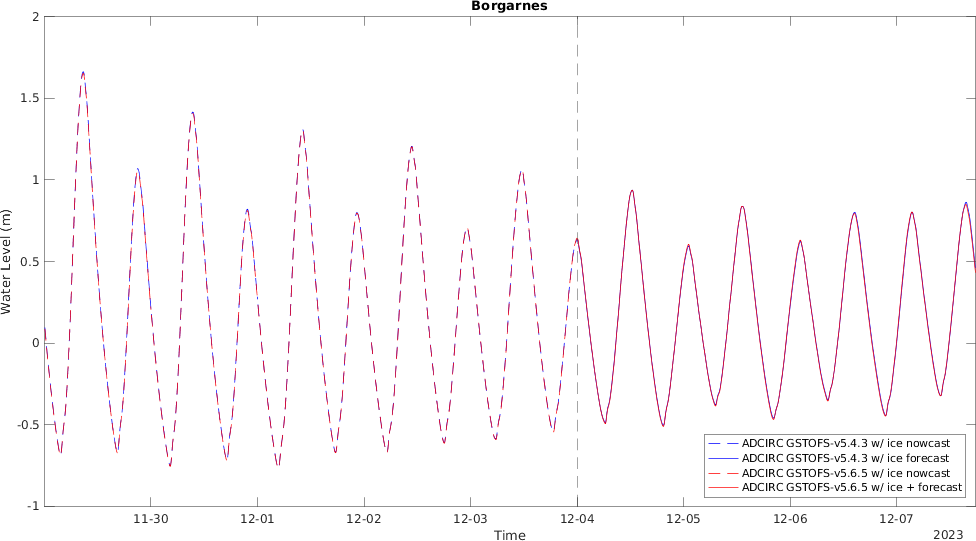 Borgarnes
2
1.5
1
0.5
0
-0.5
-1
Water Level (m)
ADCIRC GSTOFS-v5.4.3 w/ ice nowcast
ADCIRC GSTOFS-v5.4.3 w/ ice forecast
ADCIRC GSTOFS-v5.6.5 w/ ice nowcast
ADCIRC GSTOFS-v5.6.5 w/ ice + forecast
11-30 12-01 12-02 12-03 12-04 12-05 12-06 12-07
Time
2023